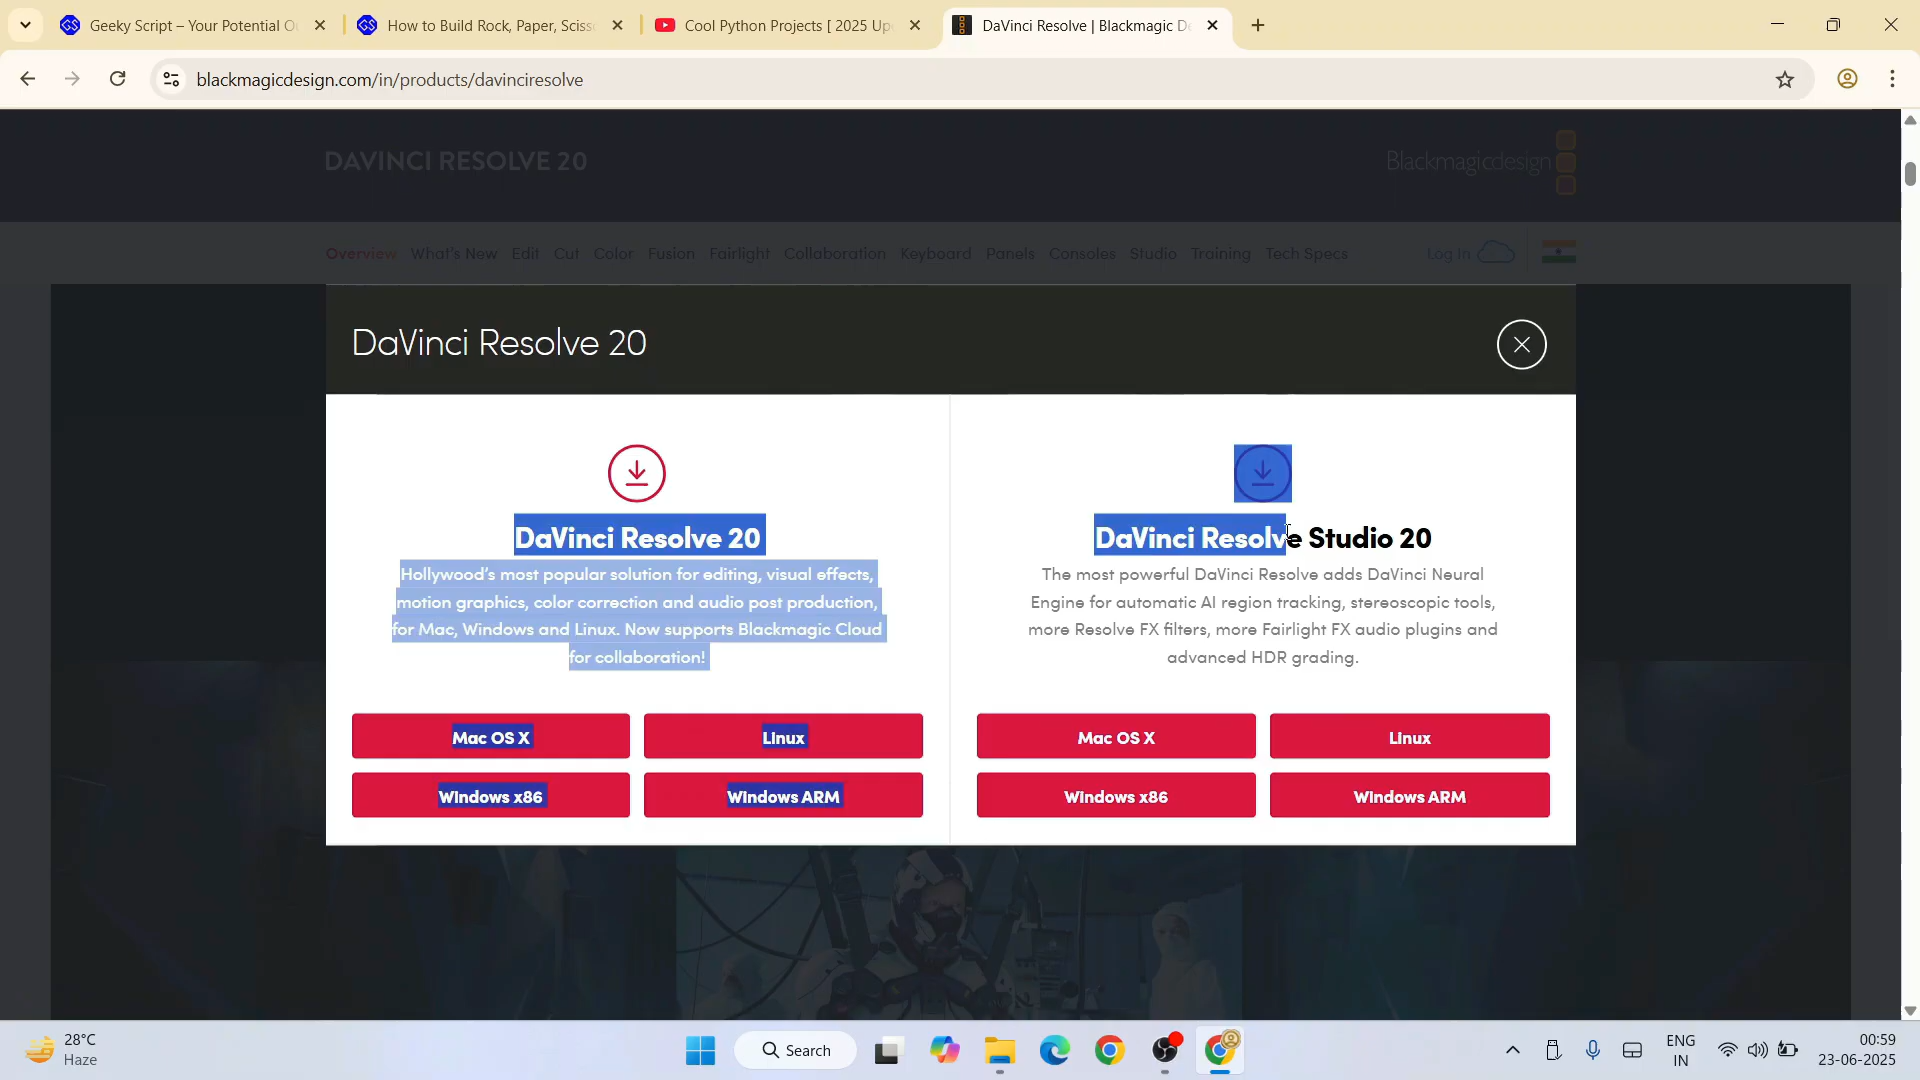 Geeky Script – Your Potential O
How to Build Rock, Paper, Sciss
Cool Python Projects [ 2025 Up
DaVinci Resolve | Blackmagic De
blackmagicdesign.com/in/products/davinciresolve
DAVINCI RESOLVE 20
Blackmagicdesign
Overview What's New Edit Cut Color Fusion Fairlight Collaboration Keyboard Panels Consoles Studio Training Tech Specs Log In
DaVinci Resolve 20
DaVinci Resolve 20
Hollywood's most popular solution for editing, visual effects,
motion graphics, color correction and audio post production,
for Mac, Windows and Linux. Now supports Blackmagic Cloud
for collaboration!
Mac OS X
Linux
Windows x86
Windows ARM
DaVinci Resolve Studio 20
The most powerful DaVinci Resolve adds DaVinci Neural
Engine for automatic AI region tracking, stereoscopic tools,
more Resolve FX filters, more Fairlight FX audio plugins and
advanced HDR grading.
Mac OS X
Linux
Windows x86
Windows ARM
28°C
Haze
Search
ENG
IN
00:59
23-06-2025